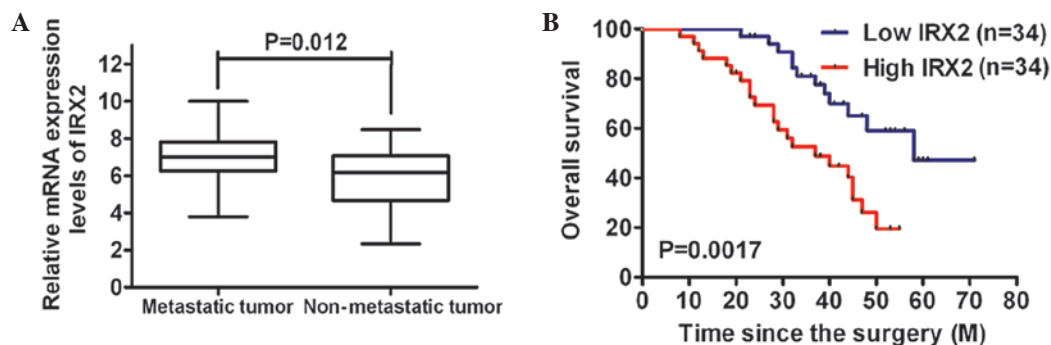 A
P=0.012
Relative mRNA expression
levels of IRX2
12
10
8
6
4
2
0
Metastatic tumor
Non-metastatic tumor
B
Low IRX2 (n=34)
High IRX2 (n=34)
Overall survival
100
80
60
40
20
0
P=0.0017
0 10 20 30 40 50 60 70 80
Time since the surgery (M)